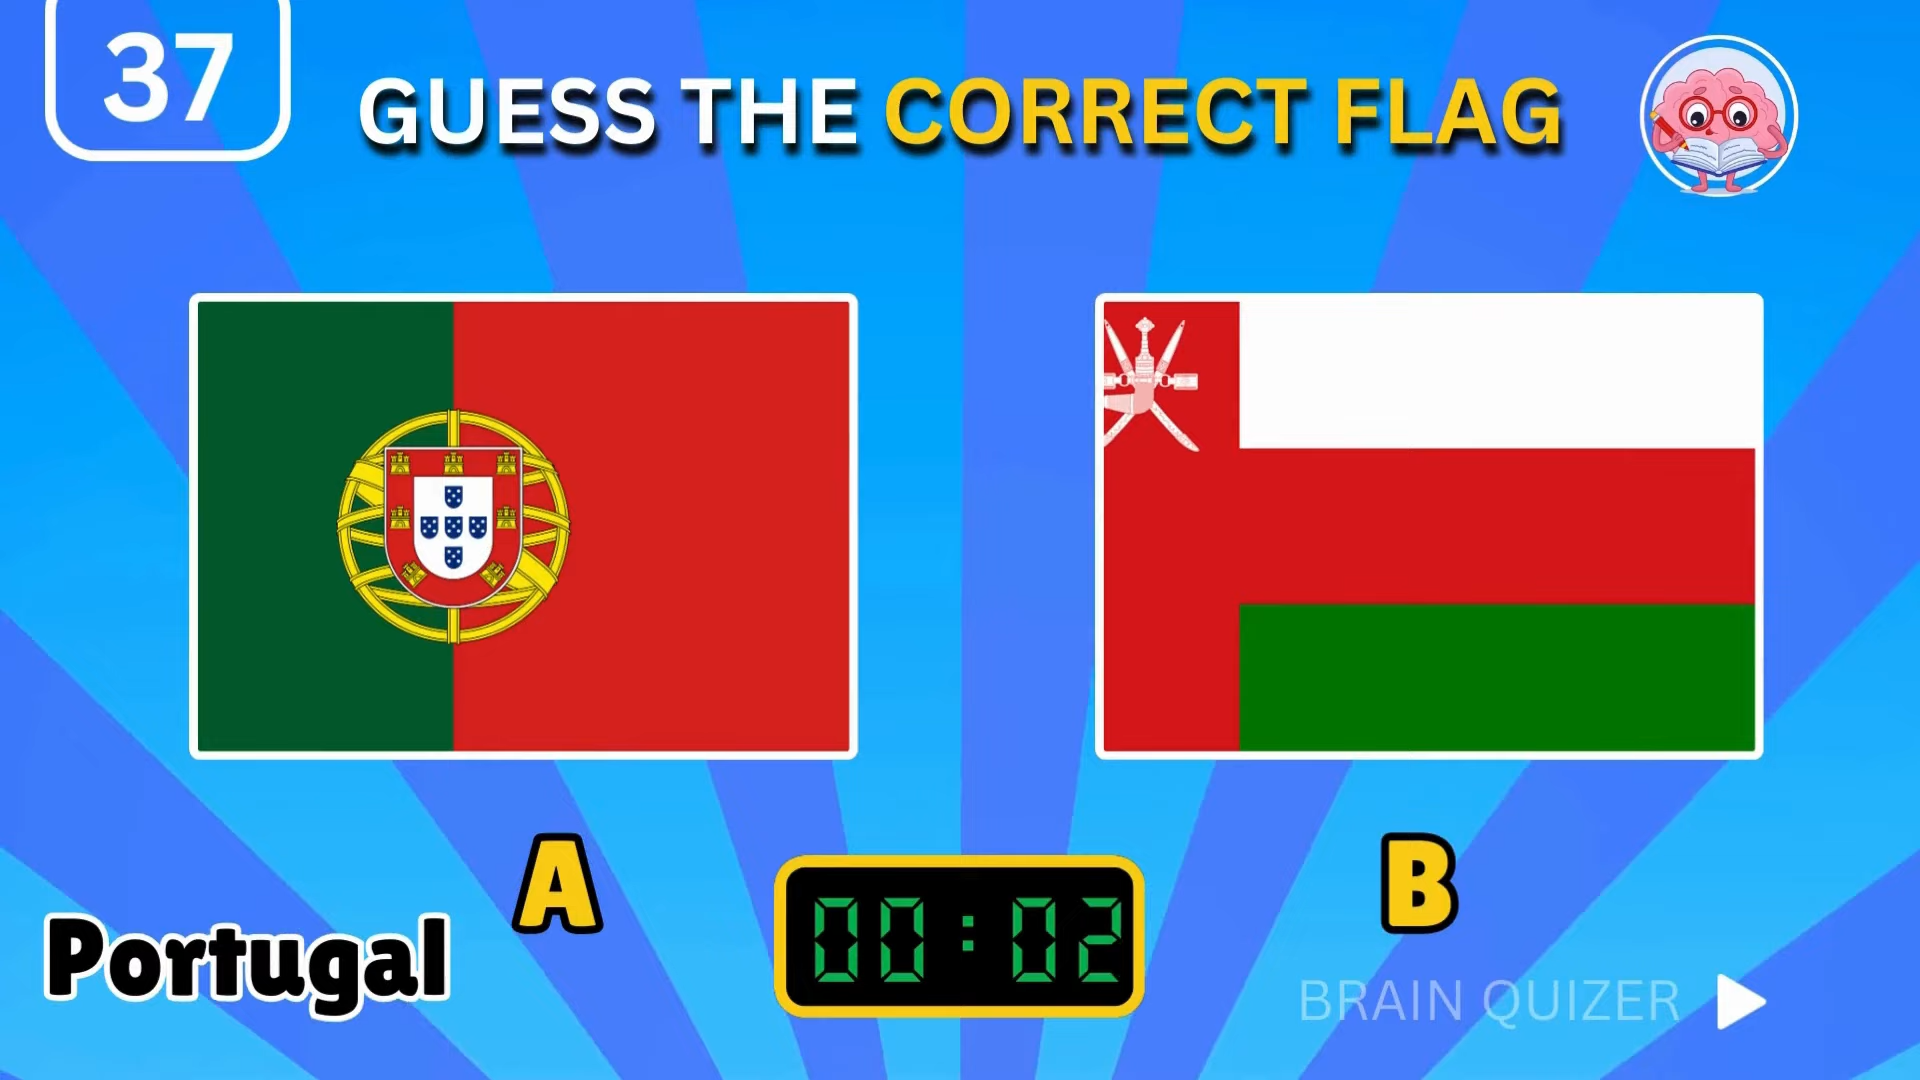 37
GUESS THE CORRECT FLAG
A
B
Portugal
00:02
BRAIN QUIZER